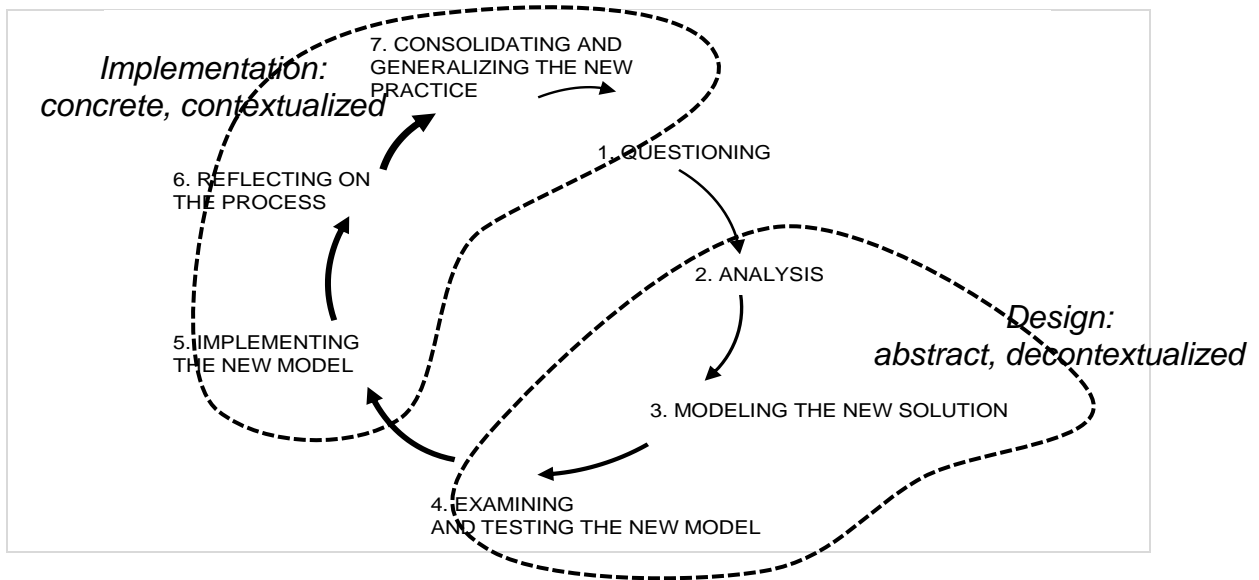 7. CONSOLIDATING AND
GENERALIZING THE NEW
PRACTICE
Implementation:
concrete, contextualized
1. QUESTIONING
6. REFLECTING ON
THE PROCESS
2. ANALYSIS
Design:
abstract, decontextualized
5. IMPLEMENTING
THE NEW MODEL
3. MODELING THE NEW SOLUTION
4. EXAMINING
AND TESTING THE NEW MODEL